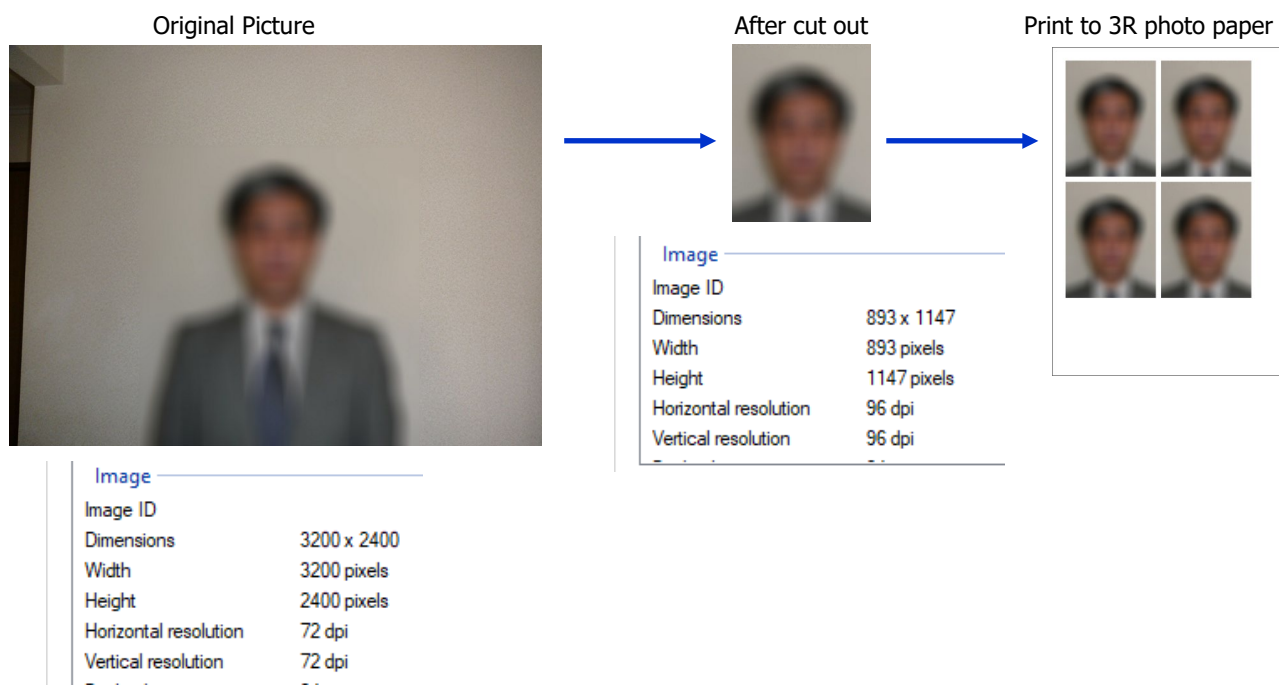 Original Picture
After cut out
Print to 3R photo paper
Image
Image ID
Dimensions 893 x 1147
Width 893 pixels
Height 1147 pixels
Horizontal resolution 96 dpi
Vertical resolution 96 dpi
Image
Image ID
Dimensions 3200 x 2400
Width 3200 pixels
Height 2400 pixels
Horizontal resolution 72 dpi
Vertical resolution 72 dpi